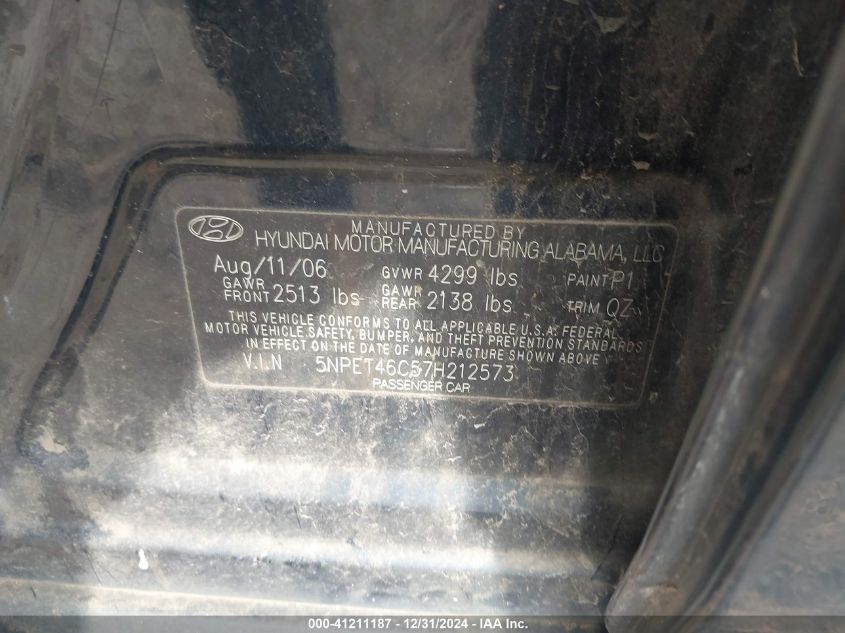 MANUFACTURED BY
HYUNDAI MOTOR MANUFACTURING ALABAMA, LLC
Aug/11/06 GVWR 4299 lbs PAINT P1
GAWR FRONT 2513 lbs GAWR REAR 2138 lbs TRIM QZ
THIS VEHICLE CONFORMS TO ALL APPLICABLE U.S.A. FEDERAL
MOTOR VEHICLE SAFETY, BUMPER, AND THEFT PREVENTION STANDARDS
IN EFFECT ON THE DATE OF MANUFACTURE SHOWN ABOVE
V.I.N 5NPET46C57H212573
PASSENGER CAR
000-41211187 - 12/31/2024 - IAA Inc.